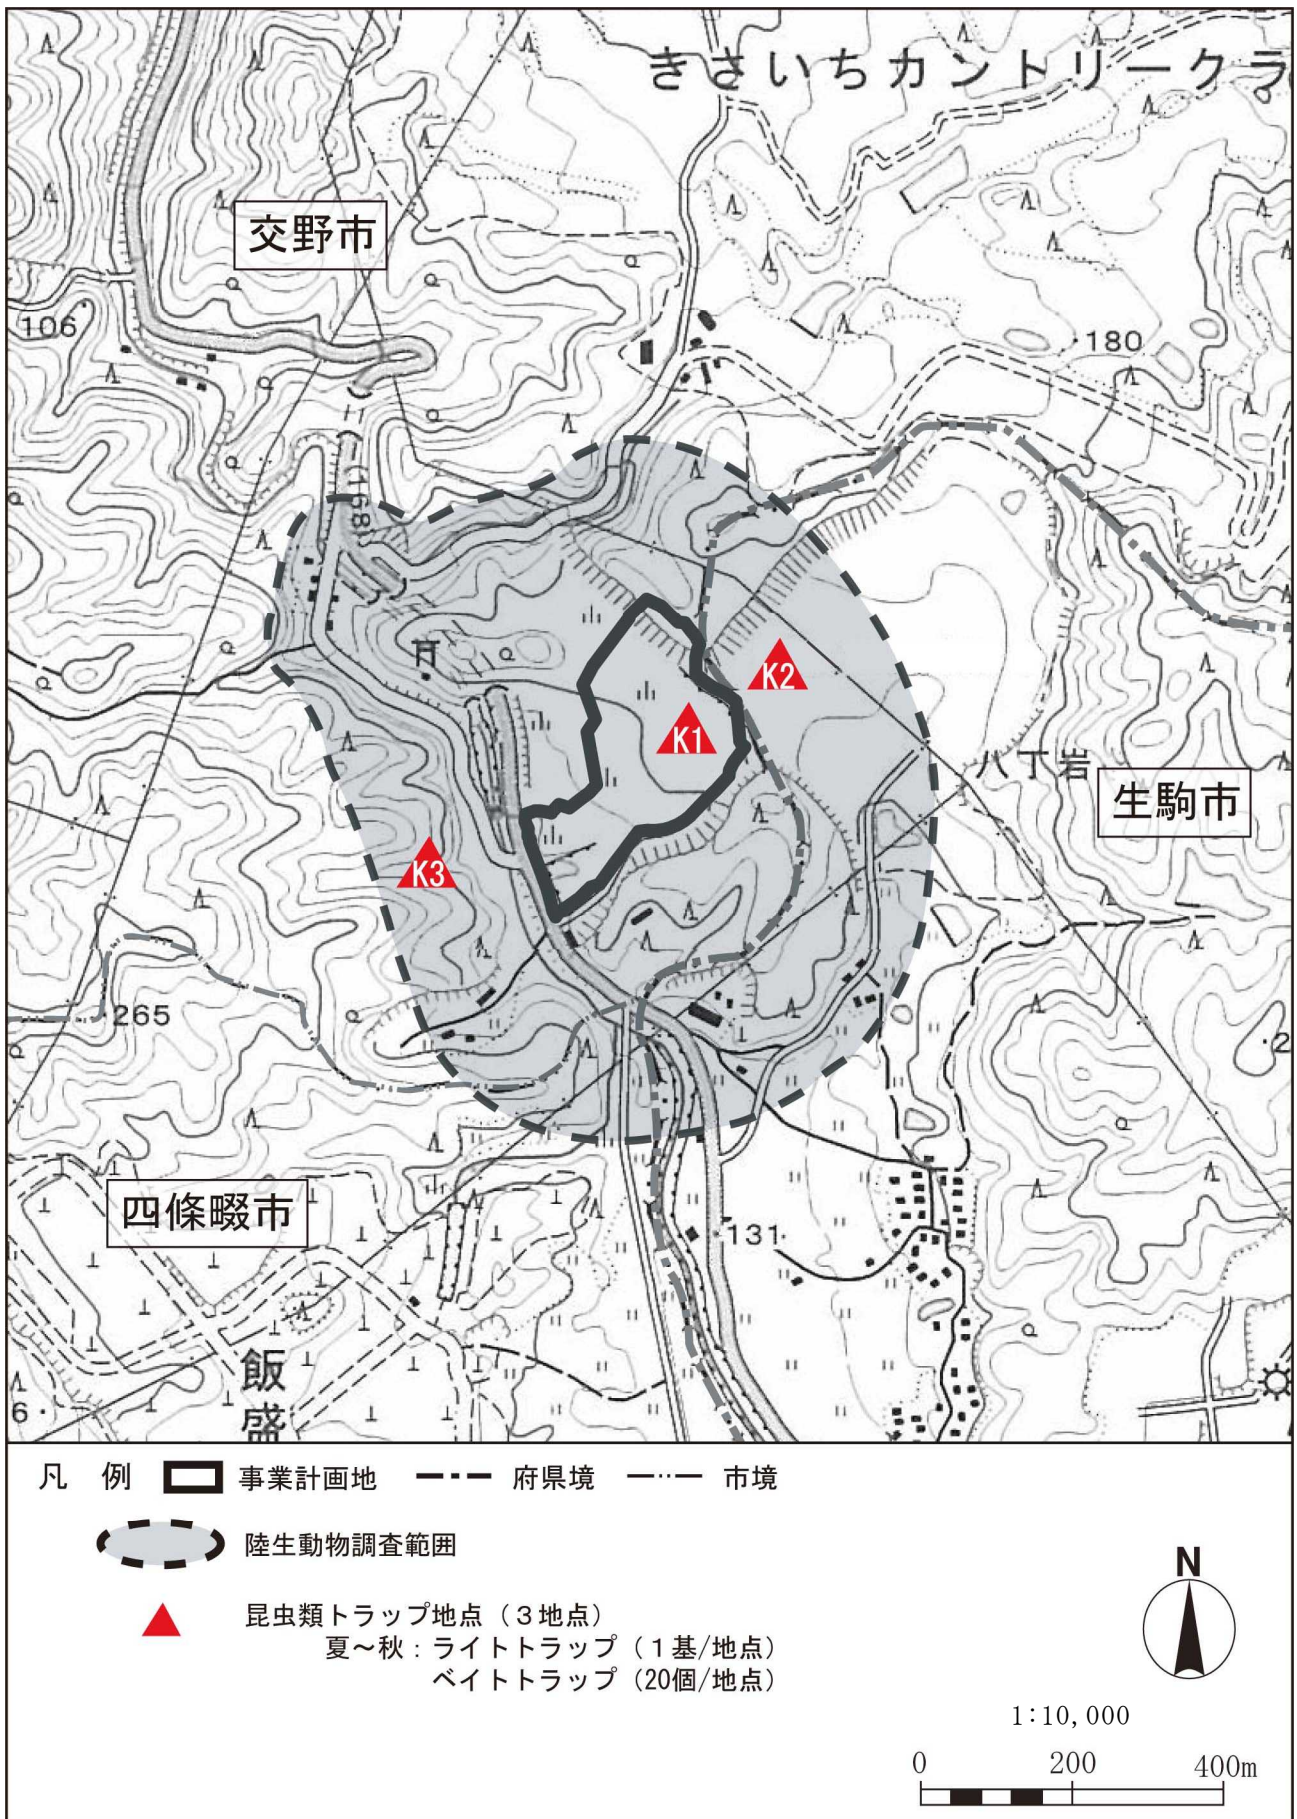 きさいちカントリークラ
交野市
106
180
(168)
K2
K1
八丁岩
生駒市
K3
265
四條畷市
131
飯
盛
6
凡 例 事業計画地 府県境 市境
陸生動物調査範囲
昆虫類トラップ地点（3地点）
夏～秋：ライトトラップ（1基/地点）
ベイトトラップ（20個/地点）
N
1:10,000
0 200 400m